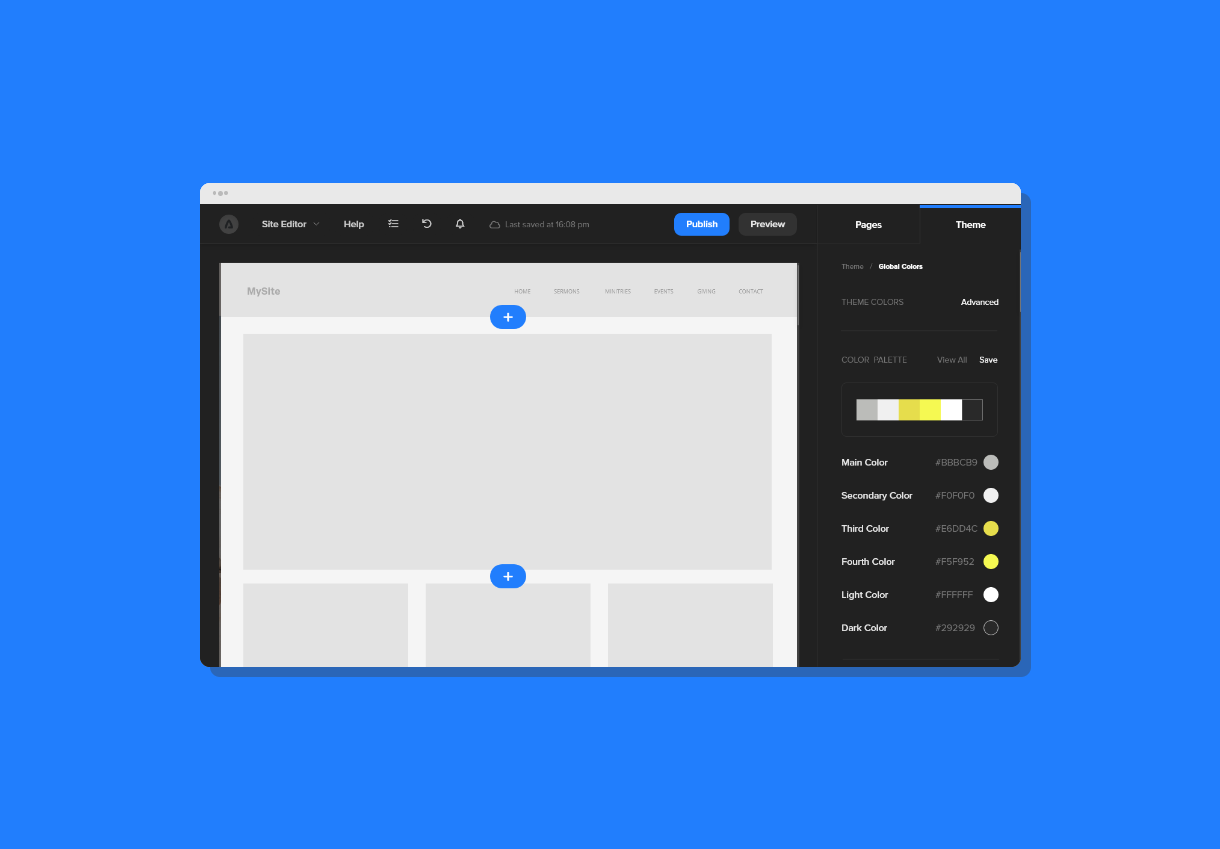 Site Editor Help Last saved at 16:08 pm Publish Preview Pages Theme
Theme / Global Colors
THEME COLORS Advanced
MySite
HOME SERMONS MINITRIES EVENTS GIVING CONTACT
COLOR PALETTE View All Save
Main Color #BBBCB9
Secondary Color #F0F0F0
Third Color #E6DD4C
Fourth Color #F5F952
Light Color #FFFFFF
Dark Color #292929